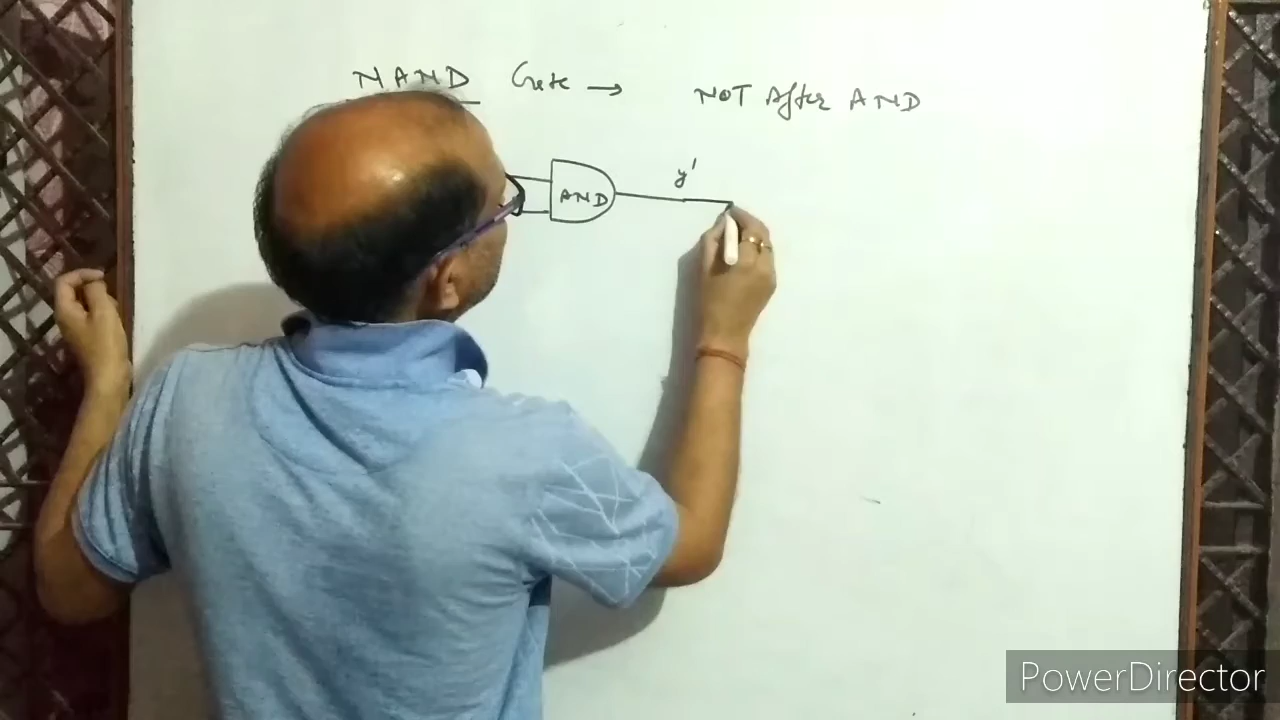 NAND Gate → NOT After AND
y'
AND
PowerDirector